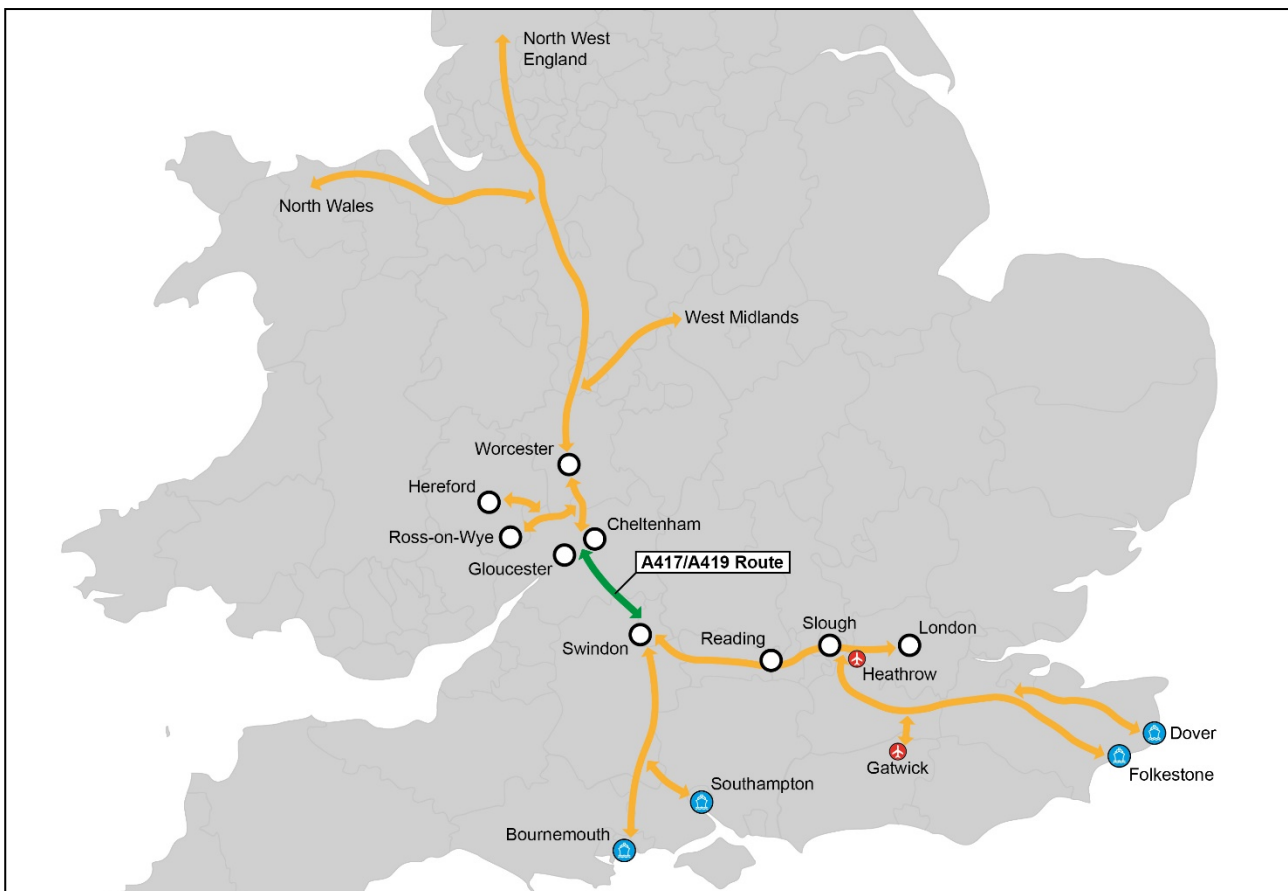 North West
England
North Wales
West Midlands
Worcester
Hereford
Cheltenham
Ross-on-Wye
Gloucester
A417/A419 Route
Swindon
Reading
Slough
London
Heathrow
Gatwick
Dover
Folkestone
Southampton
Bournemouth